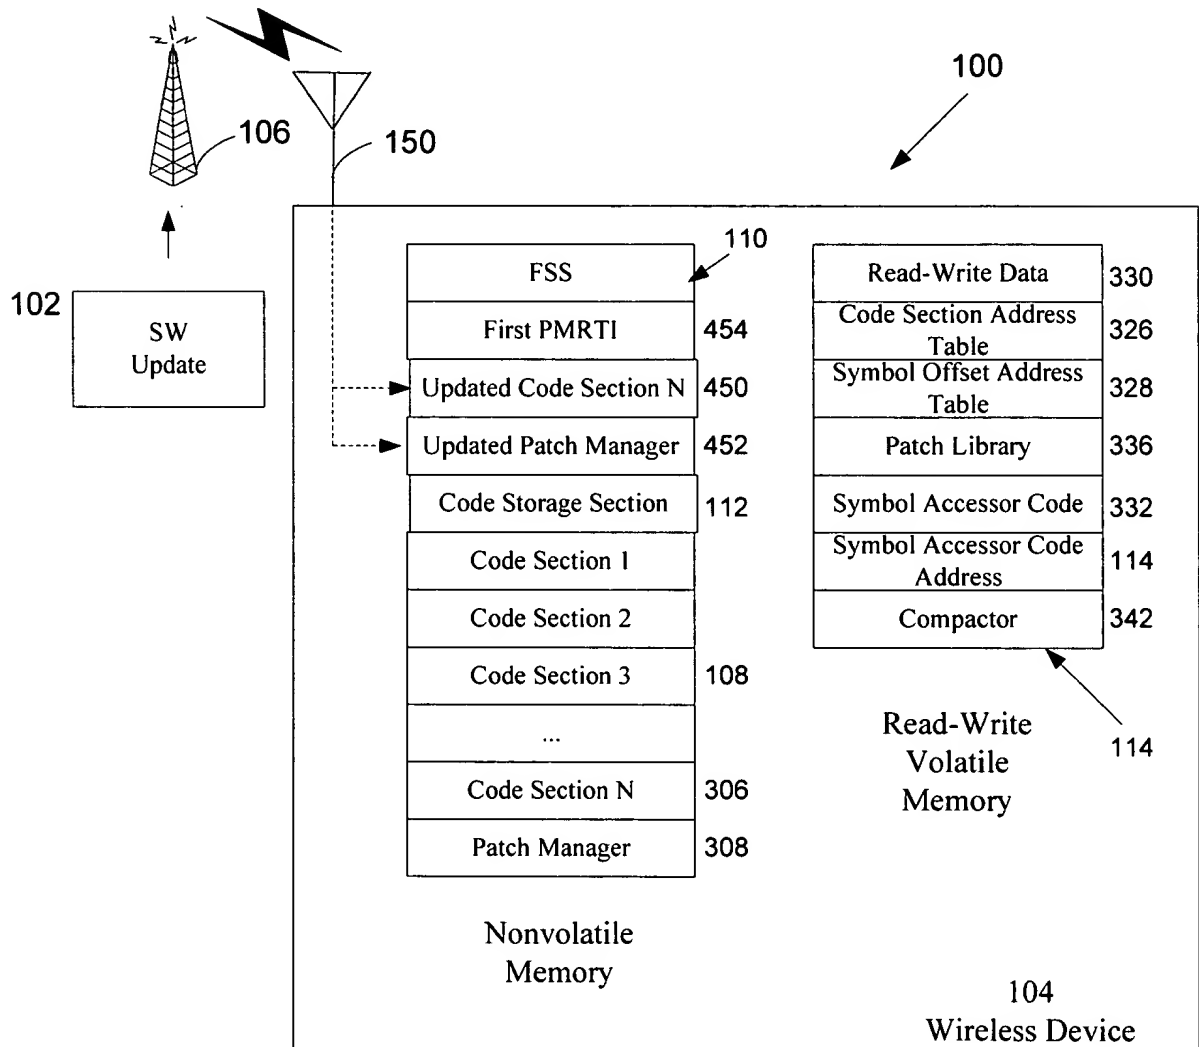 100
106
150
110
102
SW
Update
FSS
First PMRTI
454
Updated Code Section N
450
Updated Patch Manager
452
Code Storage Section
112
Code Section 1
Code Section 2
Code Section 3
108
...
Code Section N
306
Patch Manager
308
Nonvolatile
Memory
Read-Write Data
330
Code Section Address
Table
326
Symbol Offset Address
Table
328
Patch Library
336
Symbol Accessor Code
332
Symbol Accessor Code
Address
114
Compactor
342
114
Read-Write
Volatile
Memory
104
Wireless Device